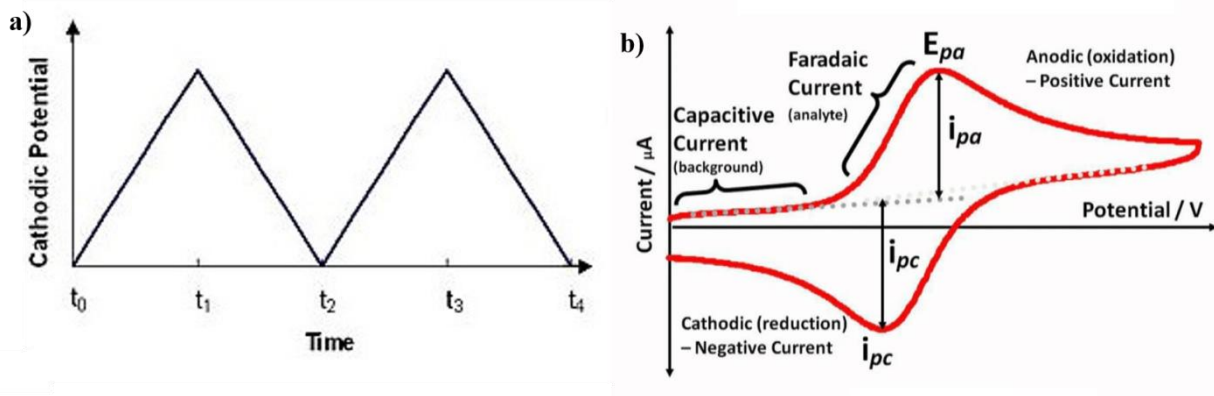 a)
Cathodic Potential
t0
t1
t2
t3
t4
Time
b)
Current / µA
Capacitive
Current
(background)
Faradaic
Current
(analyte)
Epa
Anodic (oxidation)
– Positive Current
ipa
Potential / V
ipc
Cathodic (reduction)
– Negative Current
ipc